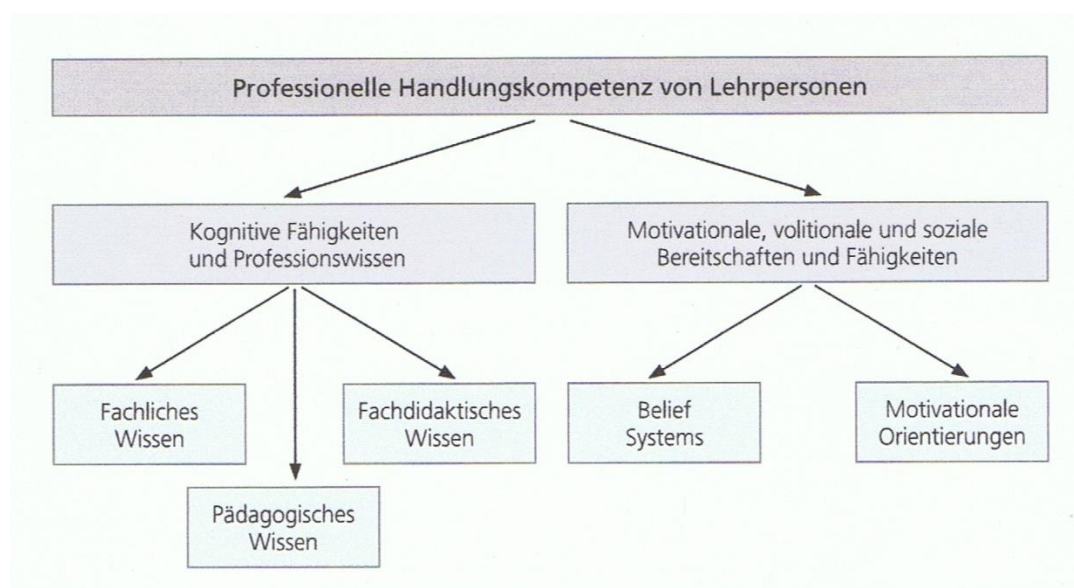 Professionelle Handlungskompetenz von Lehrpersonen
Kognitive Fähigkeiten
und Professionswissen
Motivationale, volitionale und soziale
Bereitschaften und Fähigkeiten
Fachliches
Wissen
Fachdidaktisches
Wissen
Belief
Systems
Motivationale
Orientierungen
Pädagogisches
Wissen